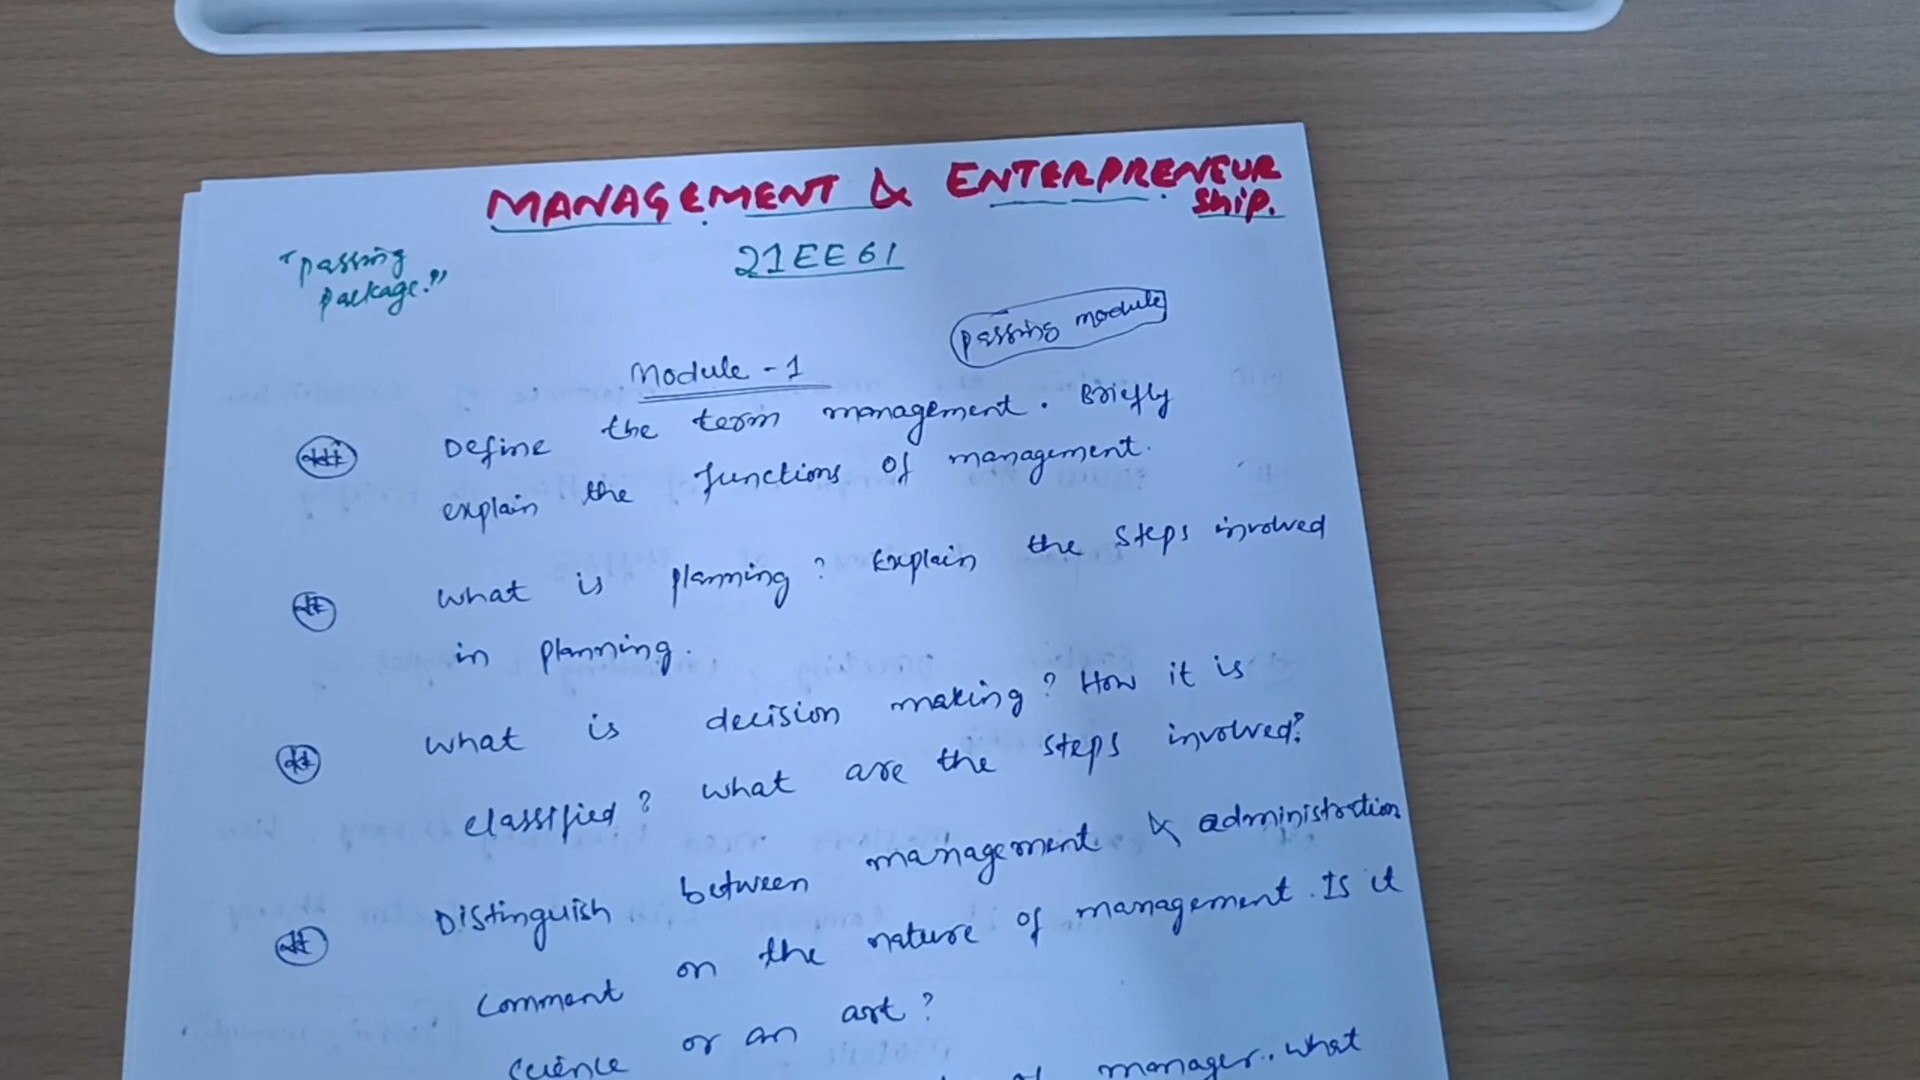 MANAGEMENT & ENTERPRENEUR
Ship.
"passing
package."
21EE61
passing module
Module - 1
Define the term management. Briefly
explain the functions of management.
what is planning? Explain the steps involved
in planning.
what is decision making? How it is
classified? what are the steps involved?
Distinguish between management & administration
comment on the nature of management. Is it
science or an art?
manager.. what